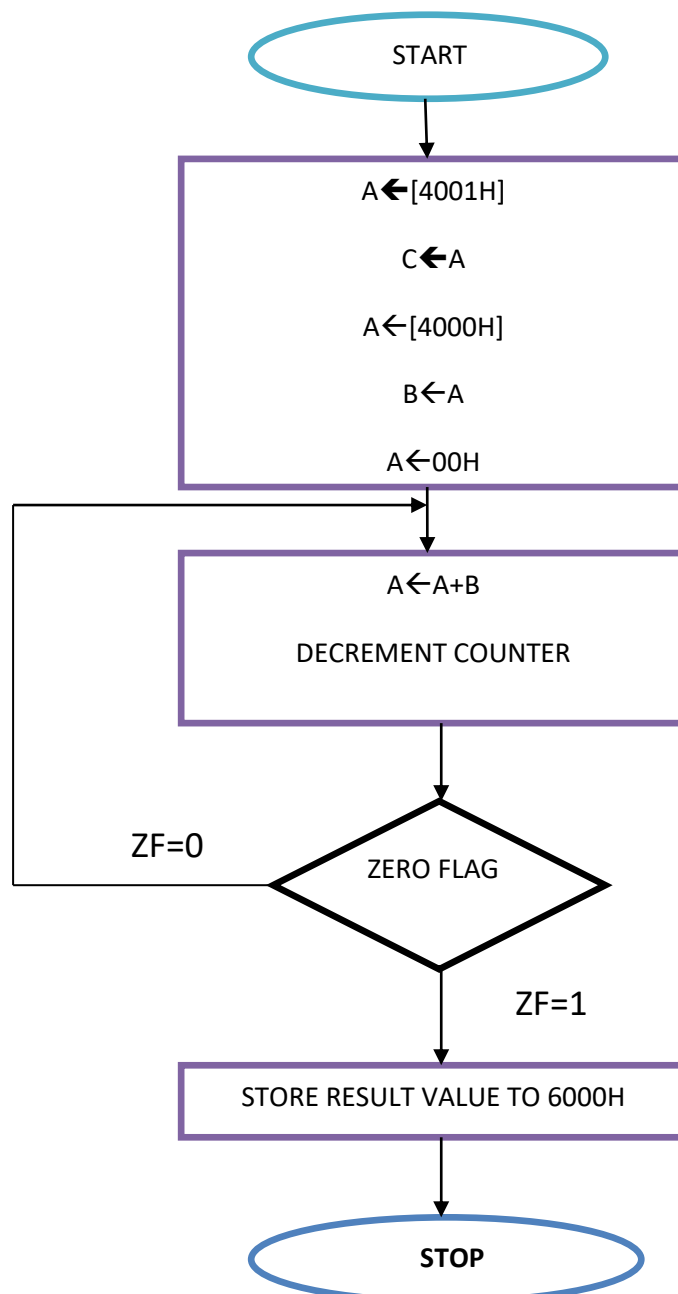 START
A🡸[4001H]
C🡸A
A←[4000H]
B←A
A←00H
A←A+B
DECREMENT COUNTER
ZF=0
ZERO FLAG
ZF=1
STORE RESULT VALUE TO 6000H
STOP